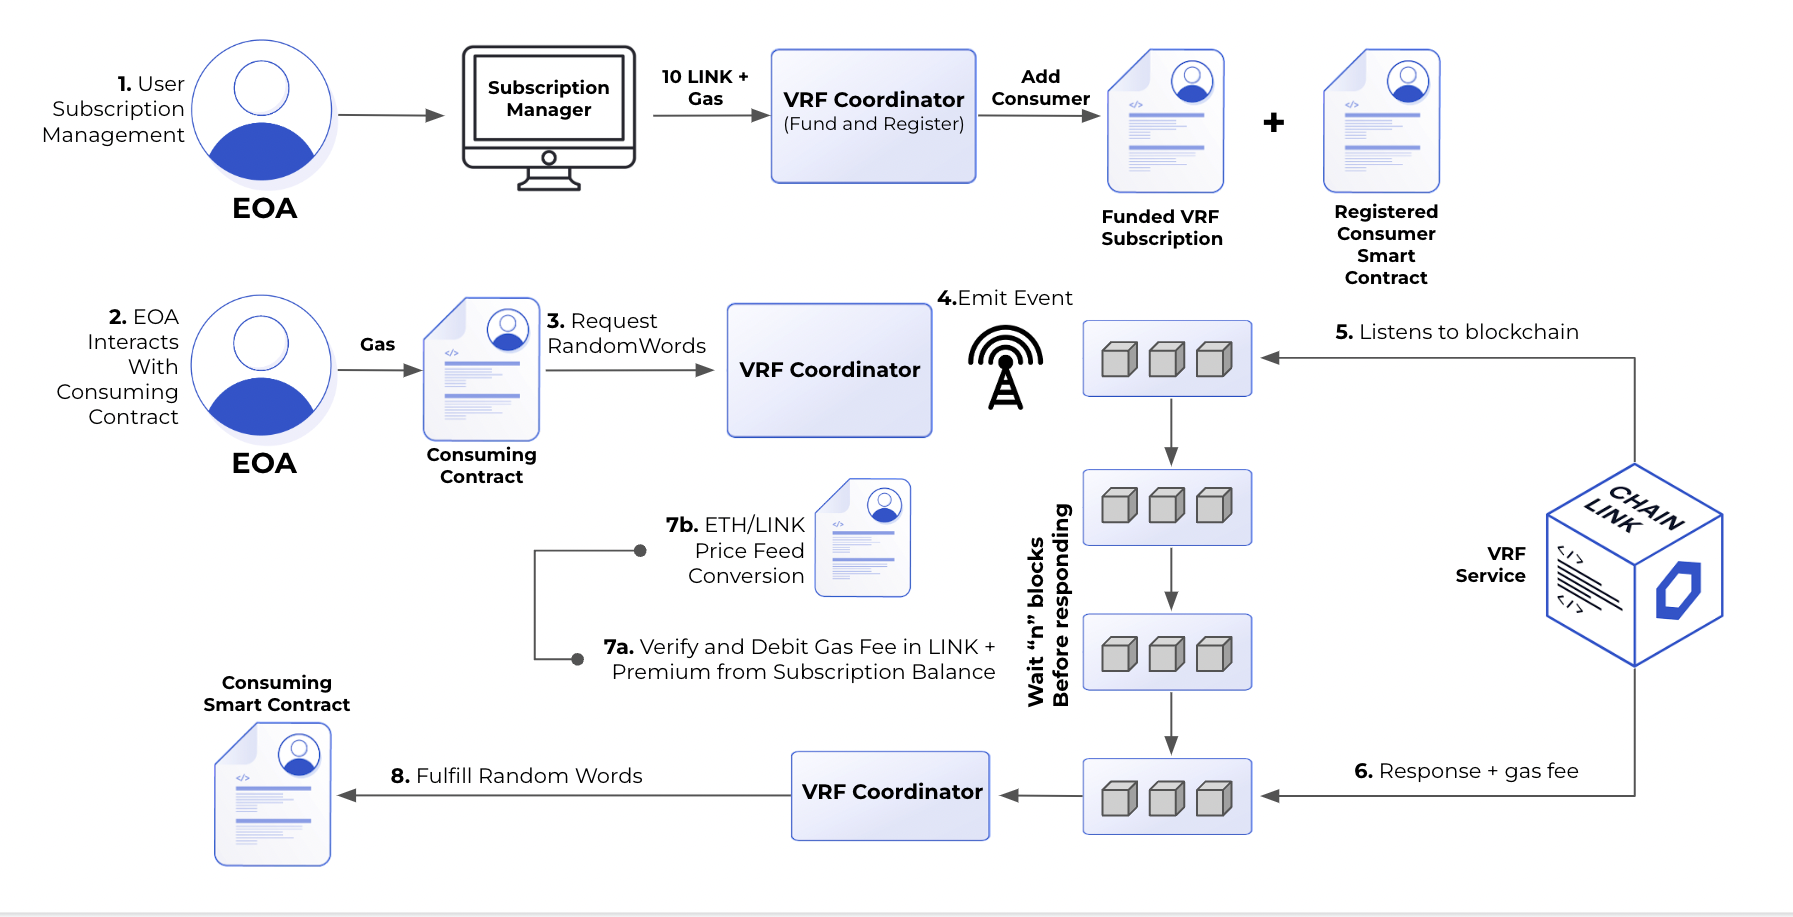 1. User
Subscription
Management
EOA
Subscription
Manager
10 LINK +
Gas
VRF Coordinator
(Fund and Register)
Add
Consumer
</>
Funded VRF
Subscription
+
</>
Registered
Consumer
Smart
Contract
2. EOA
Interacts
With
Consuming
Contract
EOA
Gas
</>
Consuming
Contract
3. Request
RandomWords
VRF Coordinator
4.Emit Event
5. Listens to blockchain
Wait “n” blocks
Before responding
VRF
Service
CHAIN
LINK
</>
</>
7b. ETH/LINK
Price Feed
Conversion
</>
7a. Verify and Debit Gas Fee in LINK +
Premium from Subscription Balance
6. Response + gas fee
VRF Coordinator
8. Fulfill Random Words
Consuming
Smart Contract
</>